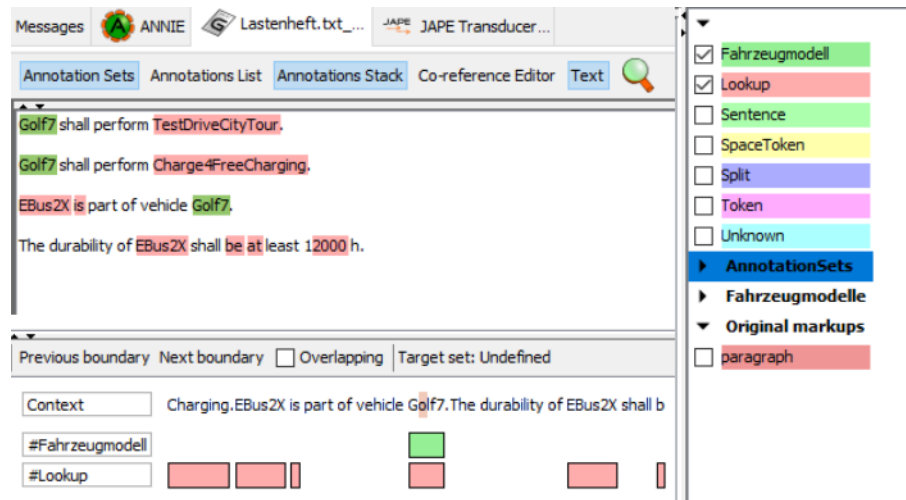 Messages ANNIE Lastenheft.txt_... JAPE JAPE Transducer...
Annotation Sets Annotations List Annotations Stack Co-reference Editor Text
Golf7 shall perform TestDriveCityTour.
Golf7 shall perform Charge4FreeCharging.
EBus2X is part of vehicle Golf7.
The durability of EBus2X shall be at least 12000 h.
Previous boundary Next boundary Overlapping Target set: Undefined
Context Charging.EBus2X is part of vehicle Golf7.The durability of EBus2X shall b
#Fahrzeugmodell
#Lookup
Fahrzeugmodell
Lookup
Sentence
SpaceToken
Split
Token
Unknown
AnnotationSets
Fahrzeugmodelle
Original markups
paragraph